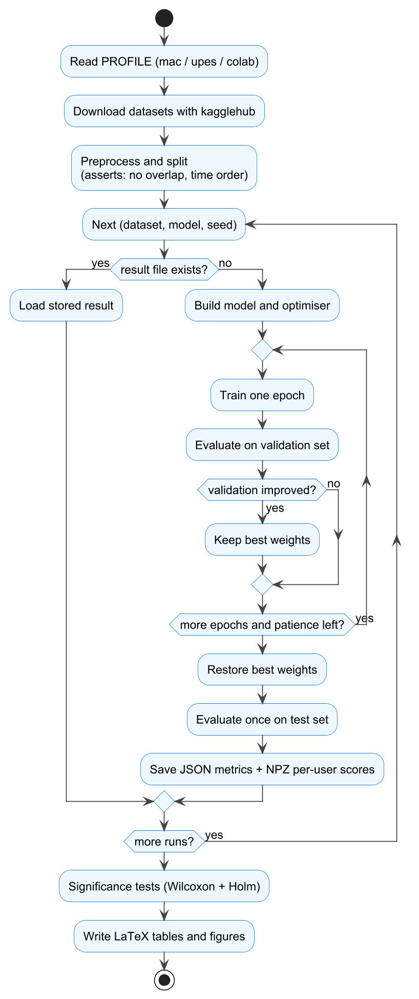 Read PROFILE (mac / upes / colab)
Download datasets with kagglehub
Preprocess and split
(asserts: no overlap, time order)
Next (dataset, model, seed)
yes
result file exists?
no
Load stored result
Build model and optimiser
Train one epoch
Evaluate on validation set
validation improved?
no
yes
Keep best weights
more epochs and patience left?
yes
Restore best weights
Evaluate once on test set
Save JSON metrics + NPZ per-user scores
more runs?
yes
Significance tests (Wilcoxon + Holm)
Write LaTeX tables and figures